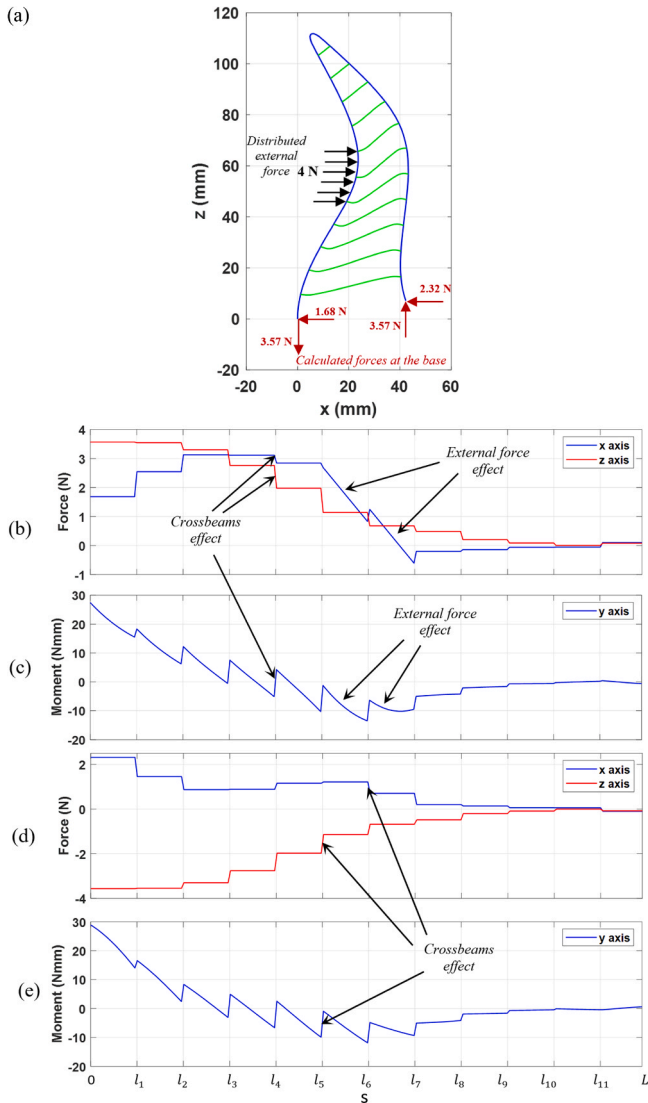 (a)
120
100
80
60
40
20
0
-20
z (mm)
Distributed
external
force 4 N
2.32 N
1.68 N
3.57 N
3.57 N
Calculated forces at the base
-20 0 20 40 60
x (mm)
(b)
4
3
2
1
0
-1
Force (N)
x axis
z axis
External force
effect
Crossbeams
effect
(c)
30
20
10
0
-10
-20
Moment (Nmm)
y axis
External force
effect
(d)
2
0
-2
-4
Force (N)
x axis
z axis
(e)
30
20
10
0
-10
-20
Moment (Nmm)
y axis
Crossbeams
effect
0 l1 l2 l3 l4 l5 l6 l7 l8 l9 l10 l11 L
S